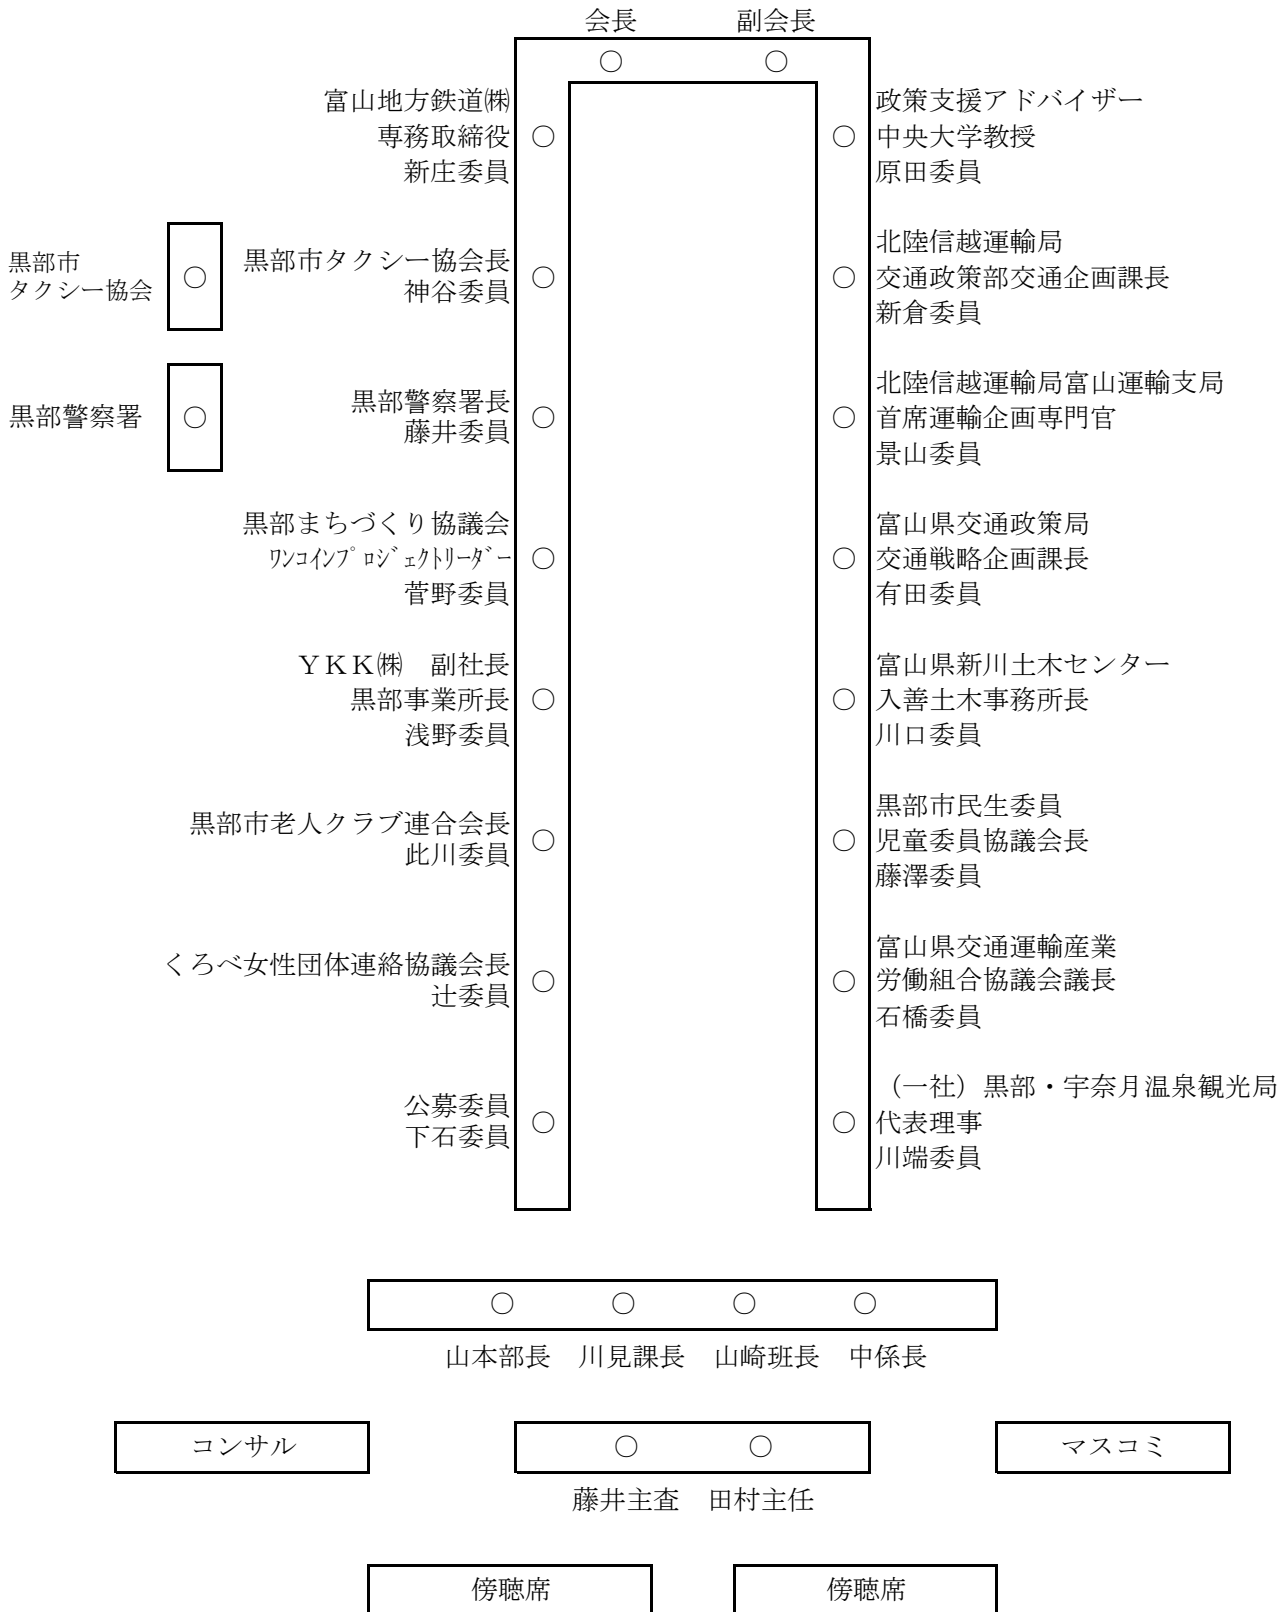 会長　副会長
富山地方鉄道㈱
専務取締役
新庄委員
政策支援アドバイザー
中央大学教授
原田委員
黒部市
タクシー協会
黒部市タクシー協会長
神谷委員
北陸信越運輸局
交通政策部交通企画課長
新倉委員
黒部警察署
黒部警察署長
藤井委員
北陸信越運輸局富山運輸支局
首席運輸企画専門官
景山委員
黒部まちづくり協議会
ﾜﾝｺｲﾝﾌﾟﾛｼﾞｪｸﾄﾘｰﾀﾞｰ
菅野委員
富山県交通政策局
交通戦略企画課長
有田委員
ＹＫＫ㈱　副社長
黒部事業所長
浅野委員
富山県新川土木センター
入善土木事務所長
川口委員
黒部市老人クラブ連合会長
此川委員
黒部市民生委員
児童委員協議会長
藤澤委員
くろべ女性団体連絡協議会長
辻委員
富山県交通運輸産業
労働組合協議会議長
石橋委員
公募委員
下石委員
（一社）黒部・宇奈月温泉観光局
代表理事
川端委員
山本部長　川見課長　山崎班長　中係長
コンサル
マスコミ
藤井主査　田村主任
傍聴席
傍聴席